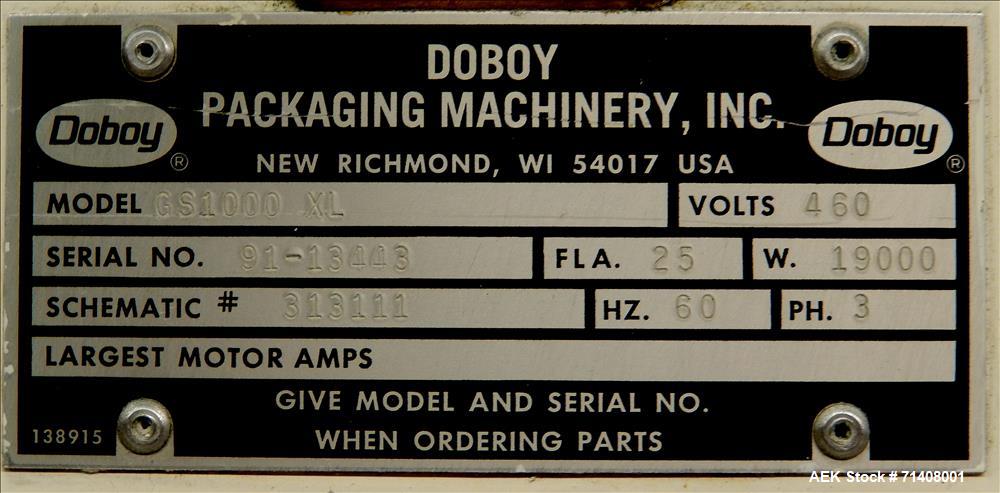 DOBOY
PACKAGING MACHINERY, INC.
Doboy ® Doboy ®
NEW RICHMOND, WI 54017 USA
MODEL GS1000 XL VOLTS 460
SERIAL NO. 91-13443 FLA. 25 W. 19000
SCHEMATIC # 313111 HZ. 60 PH. 3
LARGEST MOTOR AMPS
GIVE MODEL AND SERIAL NO.
138915 WHEN ORDERING PARTS
AEK Stock # 71408001